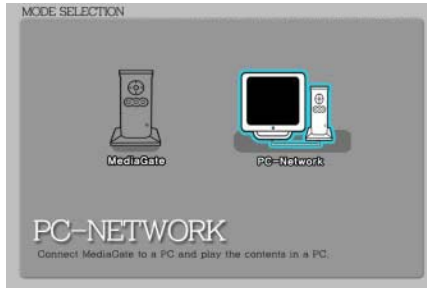 MODE SELECTION
MediaGate
PC-Network
PC-NETWORK
Connect MediaGate to a PC and play the contents in a PC.